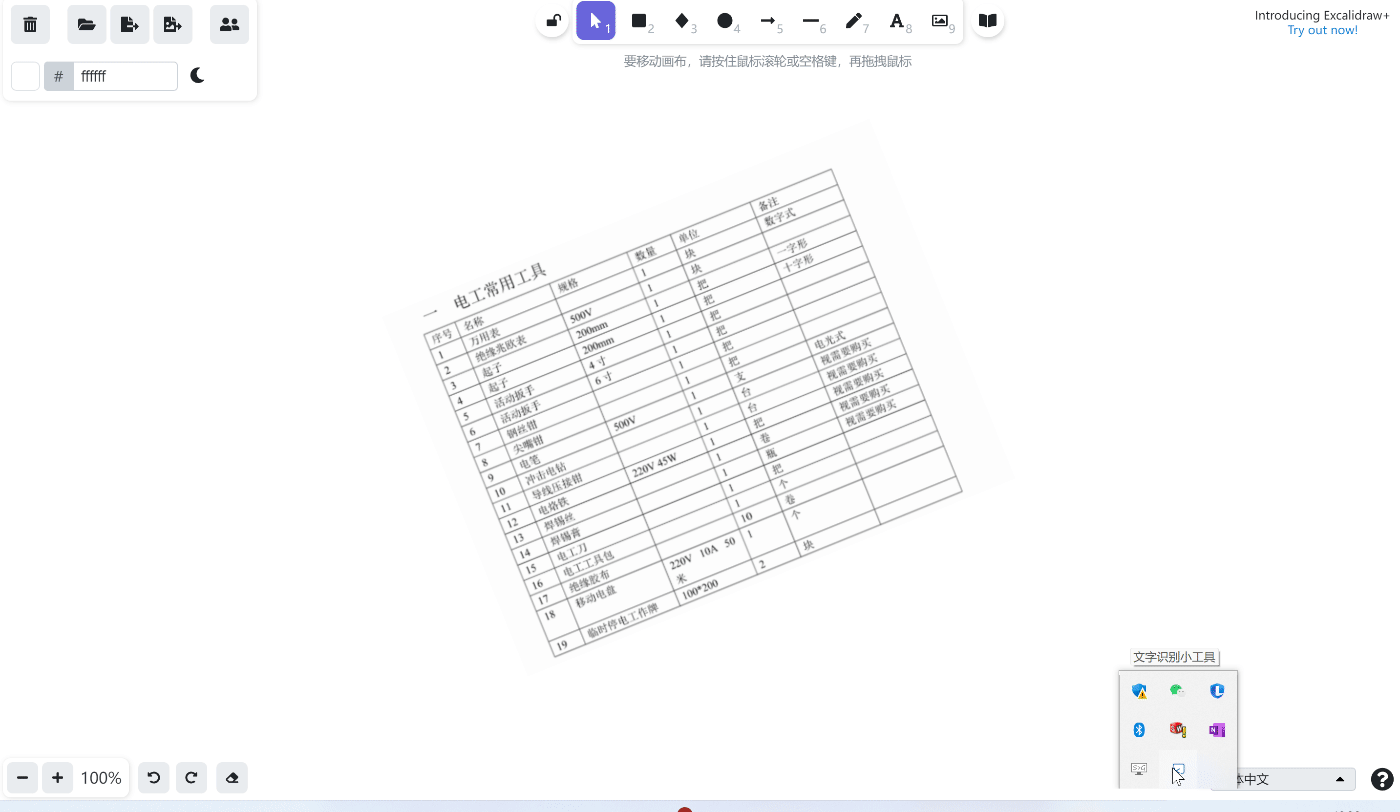 Introducing Excalidraw+
Try out now!
1
2
3
4
5
6
7
8
9
# ffffff
要移动画布，请按住鼠标滚轮或空格键，再拖拽鼠标
一 电工常用工具
序号 名称 规格 数量 单位 备注
1 万用表 1 块 数字式
2 绝缘兆欧表 500V 1 块
3 起子 200mm 1 把 一字形
4 起子 200mm 1 把 十字形
5 活动扳手 4寸 1 把
6 活动扳手 6寸 1 把
7 钢丝钳 1 把
8 尖嘴钳 1 把
9 电笔 500V 1 支 电光式
10 冲击电钻 1 台 视需要购买
11 导线压接钳 1 台 视需要购买
12 电烙铁 220V 45W 1 把 视需要购买
13 焊锡丝 1 卷 视需要购买
14 焊锡膏 1 瓶 视需要购买
15 电工刀 1 把
16 电工工具包 1 个
17 绝缘胶布 10 卷
18 移动电盘 220V 10A 50 1 个
米
19 临时停电工作牌 100*200 2 块
文字识别小工具
100%
体中文